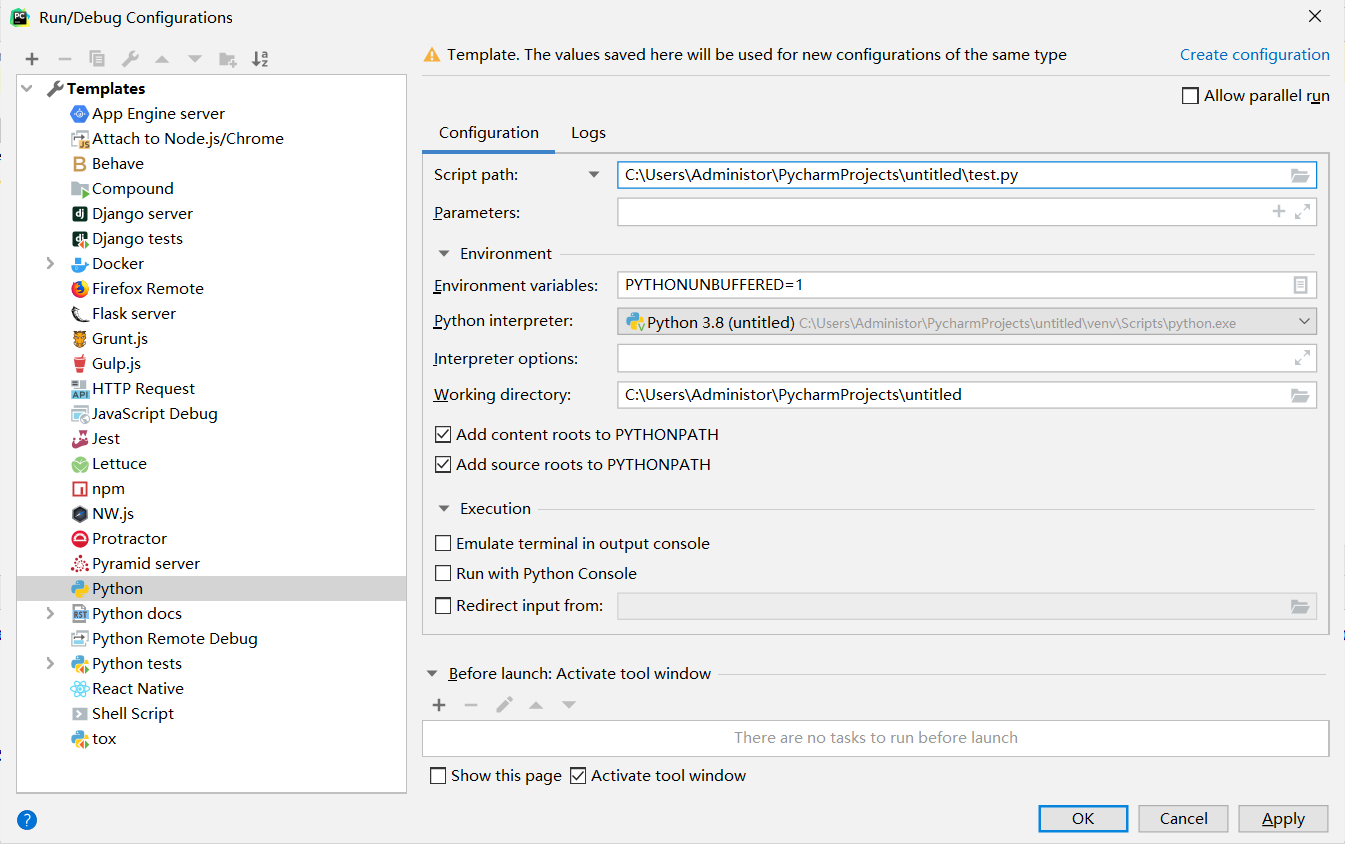 Run/Debug Configurations
Templates
App Engine server
Attach to Node.js/Chrome
Behave
Compound
Django server
Django tests
Docker
Firefox Remote
Flask server
Grunt.js
Gulp.js
HTTP Request
JavaScript Debug
Jest
Lettuce
npm
NW.js
Protractor
Pyramid server
Python
Python docs
Python Remote Debug
Python tests
React Native
Shell Script
tox
Template. The values saved here will be used for new configurations of the same type Create configuration
Allow parallel run
Configuration Logs
Script path: C:\Users\Administor\PycharmProjects\untitled\test.py
Parameters:
Environment
Environment variables: PYTHONUNBUFFERED=1
Python interpreter: Python 3.8 (untitled) C:\Users\Administor\PycharmProjects\untitled\venv\Scripts\python.exe
Interpreter options:
Working directory: C:\Users\Administor\PycharmProjects\untitled
Add content roots to PYTHONPATH
Add source roots to PYTHONPATH
Execution
Emulate terminal in output console
Run with Python Console
Redirect input from:
Before launch: Activate tool window
There are no tasks to run before launch
Show this page Activate tool window
? OK Cancel Apply